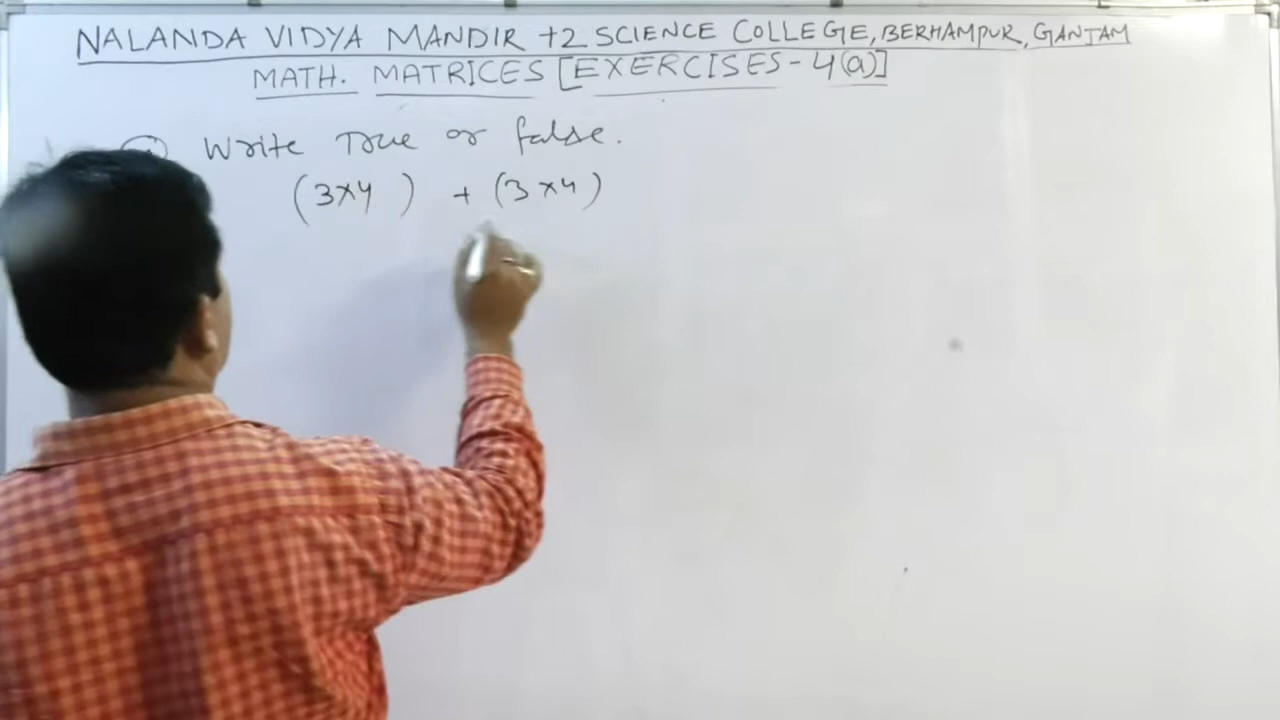 NALANDA VIDYA MANDIR +2 SCIENCE COLLEGE, BERHAMPUR, GANJAM
MATH. MATRICES [EXERCISES - 4(a)]
Write True or false.
(3×4) + (3×4)